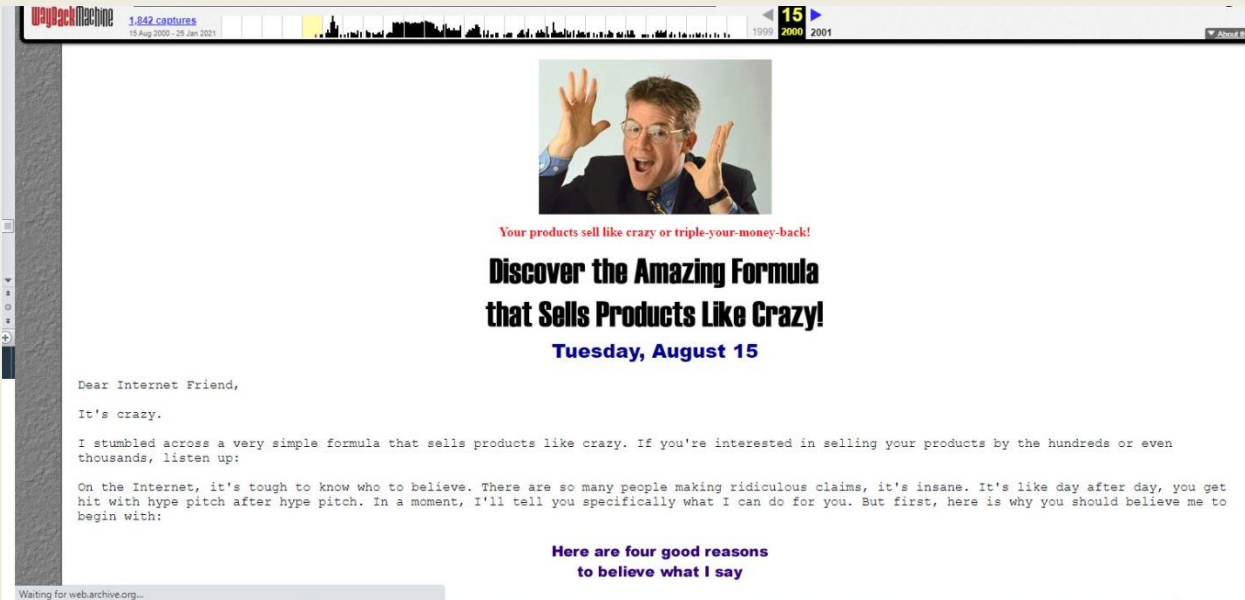 WayBackMachine
1,842 captures
15 Aug 2000 - 25 Jan 2021
15
1999 2000 2001
About th
Your products sell like crazy or triple-your-money-back!
Discover the Amazing Formula
that Sells Products Like Crazy!
Tuesday, August 15
Dear Internet Friend,
It's crazy.
I stumbled across a very simple formula that sells products like crazy. If you're interested in selling your products by the hundreds or even
thousands, listen up:
On the Internet, it's tough to know who to believe. There are so many people making ridiculous claims, it's insane. It's like day after day, you get
hit with hype pitch after hype pitch. In a moment, I'll tell you specifically what I can do for you. But first, here is why you should believe me to
begin with:
Here are four good reasons
to believe what I say
Waiting for web.archive.org...